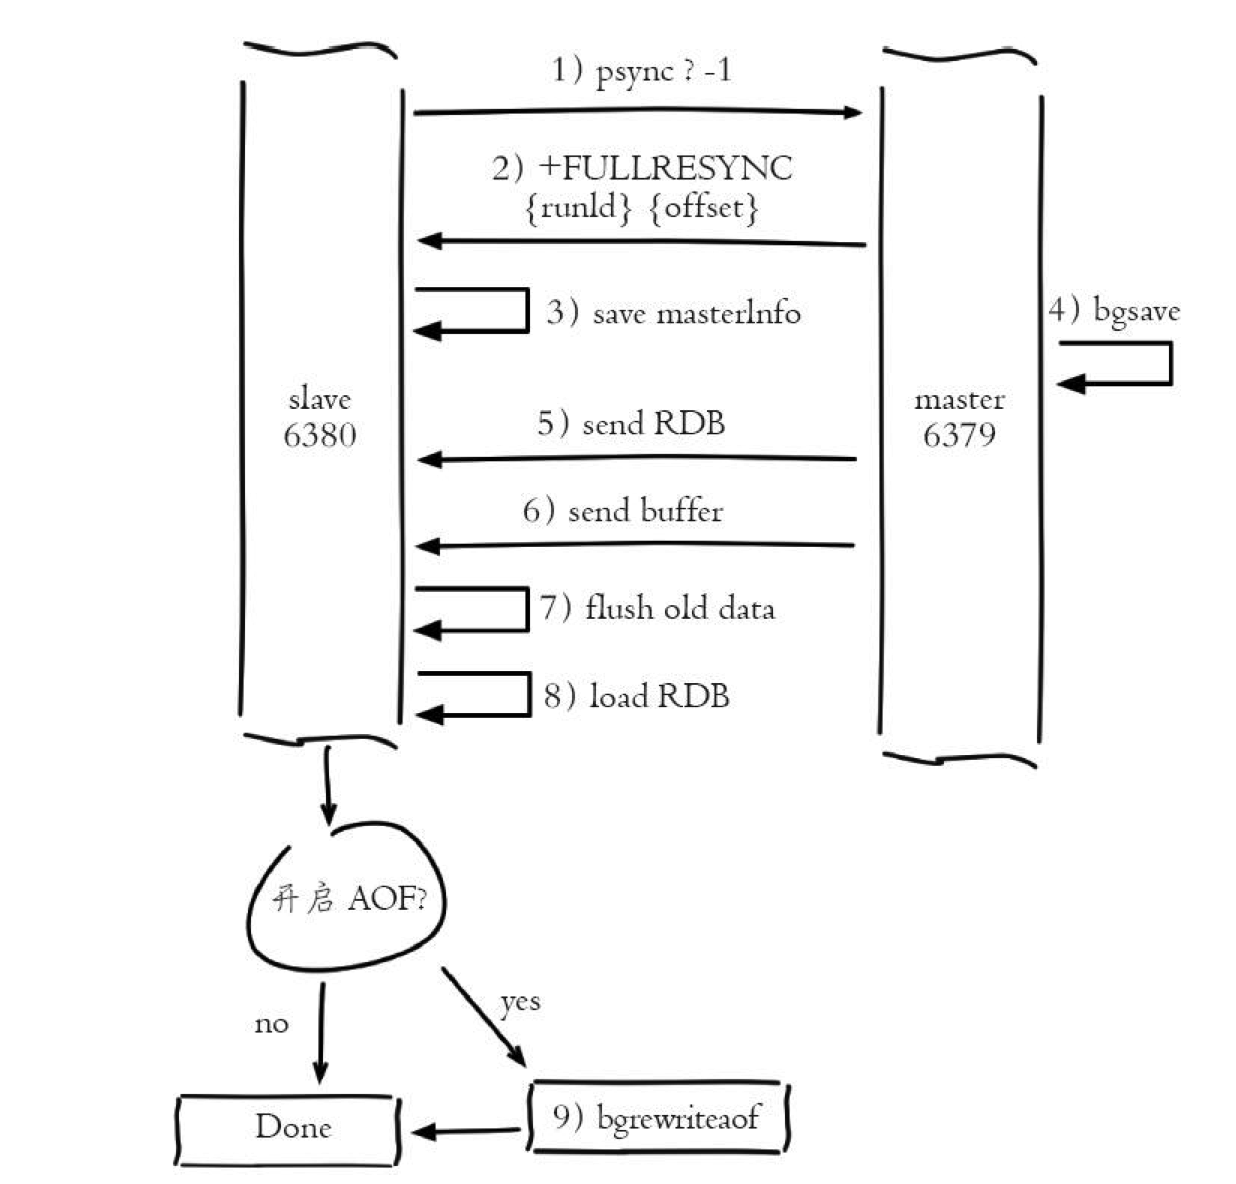 1) psync ? -1
2) +FULLRESYNC
{runId} {offset}
3) save masterInfo
4) bgsave
slave
6380
master
6379
5) send RDB
6) send buffer
7) flush old data
8) load RDB
开启 AOF?
no
yes
Done
9) bgrewriteaof